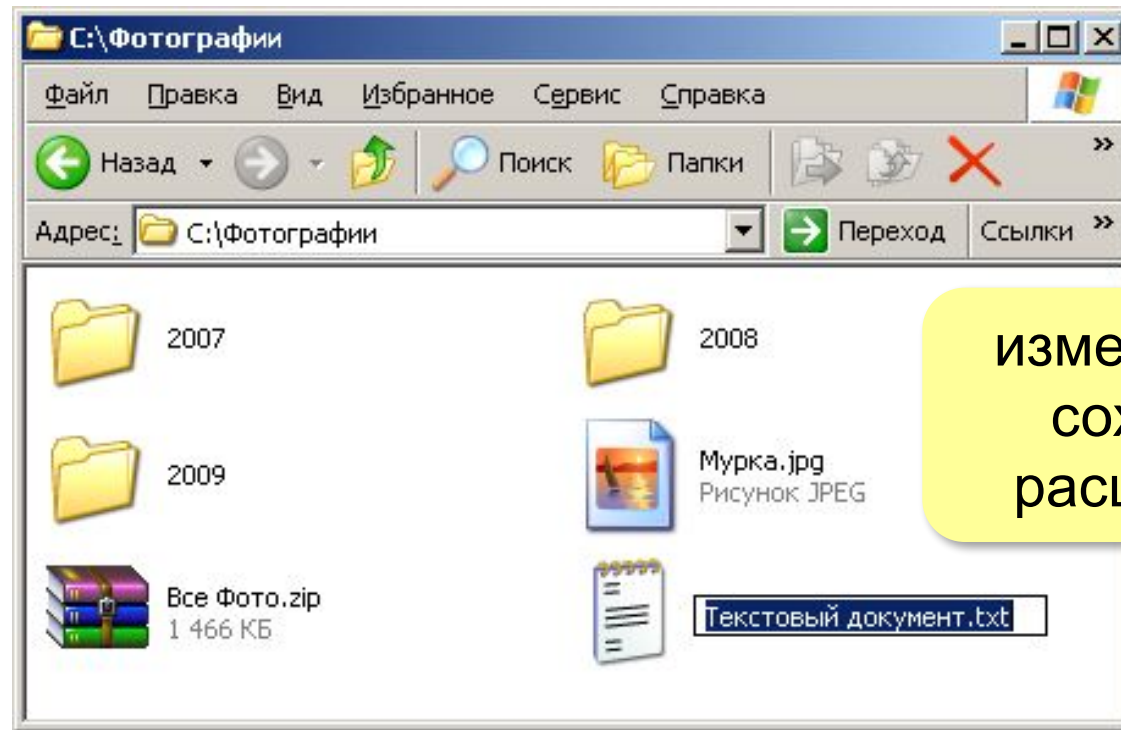 C:\Фотографии
Файл Правка Вид Избранное Сервис Справка
Назад Поиск Папки »
Адрес: C:\Фотографии Переход Ссылки »
2007
2008
2009
Мурка.jpg
Рисунок JPEG
Все Фото.zip
1 466 КБ
Текстовый документ.txt